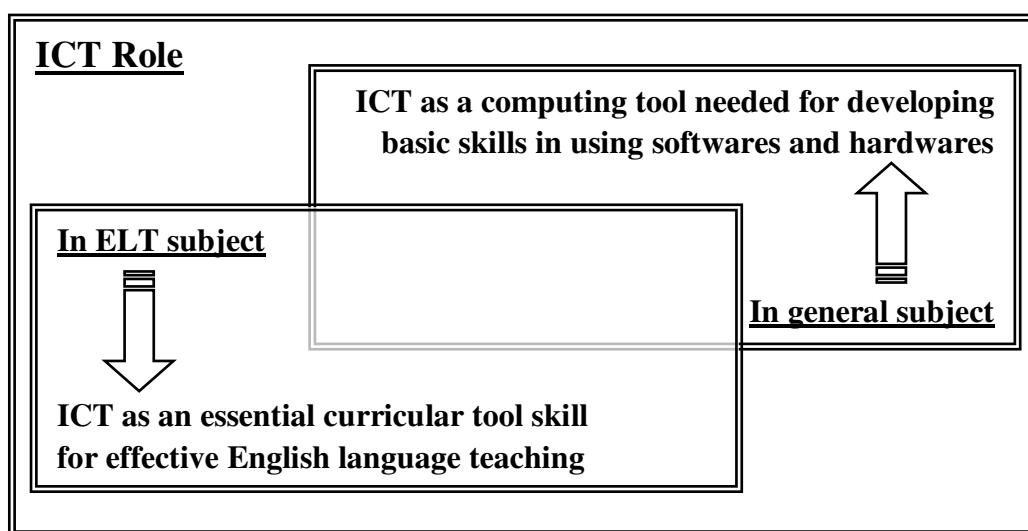 ICT Role
ICT as a computing tool needed for developing
basic skills in using softwares and hardwares
In ELT subject
In general subject
ICT as an essential curricular tool skill
for effective English language teaching